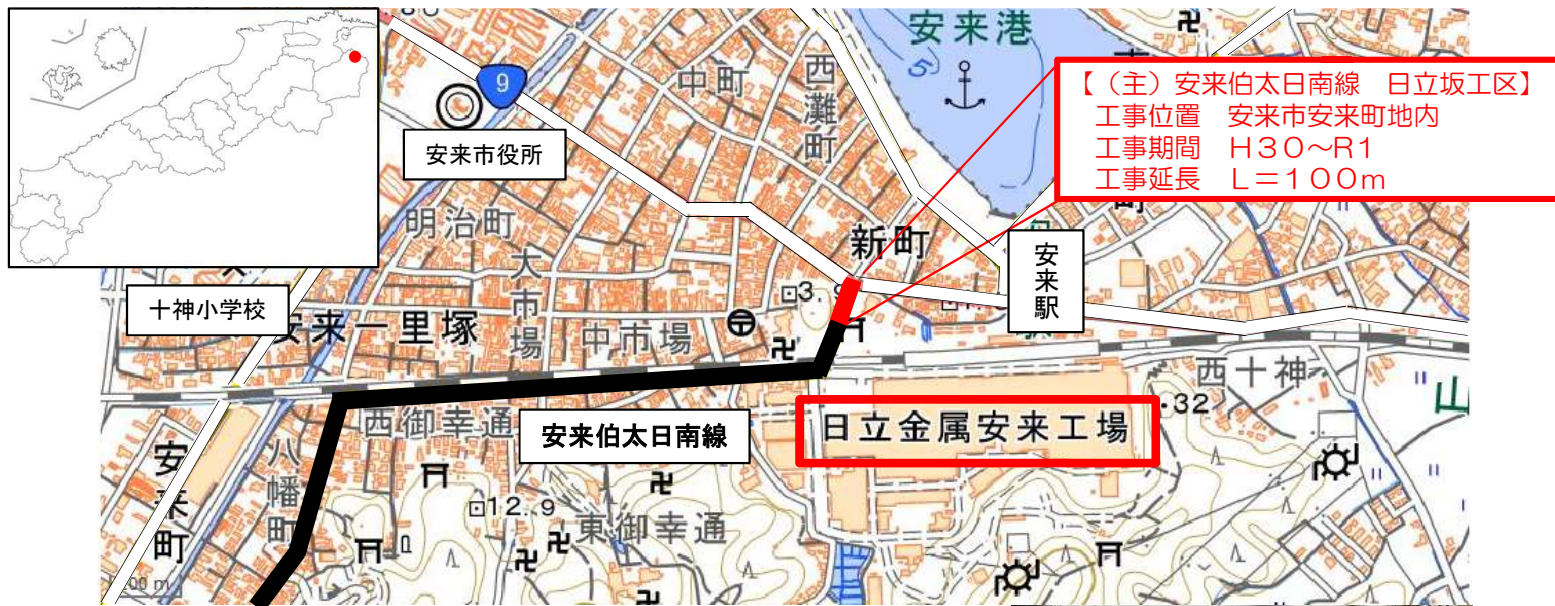 安来港
5
9
中町
西灘町
【（主）安来伯太日南線　日立坂工区】
工事位置　安来市安来町地内
工事期間　H30～R1
工事延長　L＝100m
安来市役所
明治町
新町
安来駅
大市場
十神小学校
安来一里塚
中市場
西十神
32
西御幸通
安来伯太日南線
日立金属安来工場
安来町
八幡町
12.9
東御幸通
00 m